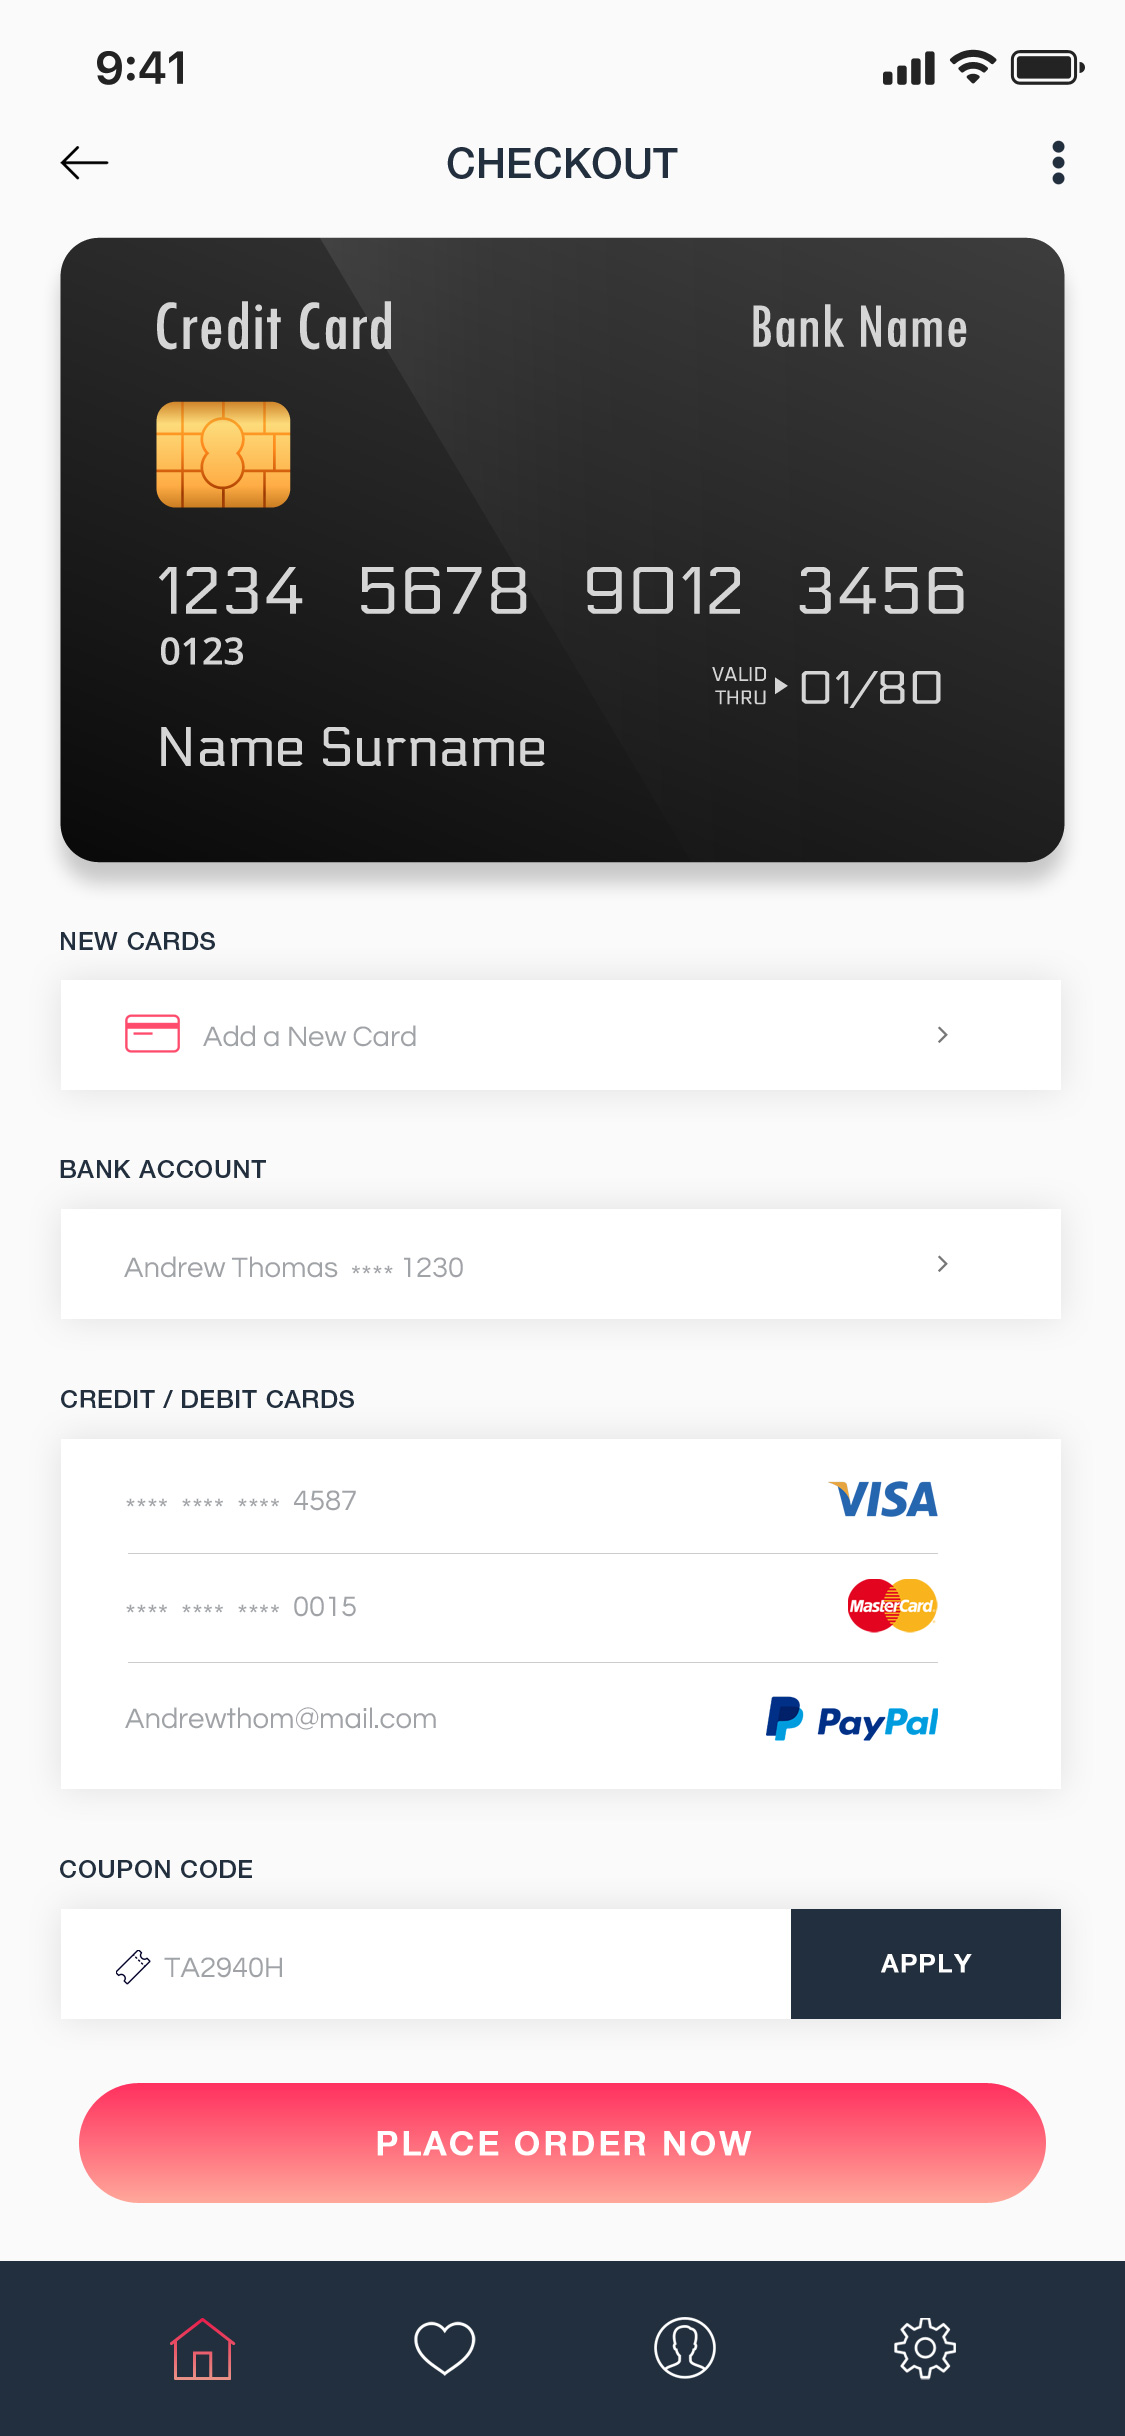 9:41
CHECKOUT
Credit Card
Bank Name
1234 5678 9012 3456
0123
VALID
THRU
01/80
Name Surname
NEW CARDS
Add a New Card
BANK ACCOUNT
Andrew Thomas **** 1230
CREDIT / DEBIT CARDS
**** **** **** 4587
VISA
**** **** **** 0015
MasterCard
Andrewthom@mail.com
PayPal
COUPON CODE
TA2940H
APPLY
PLACE ORDER NOW